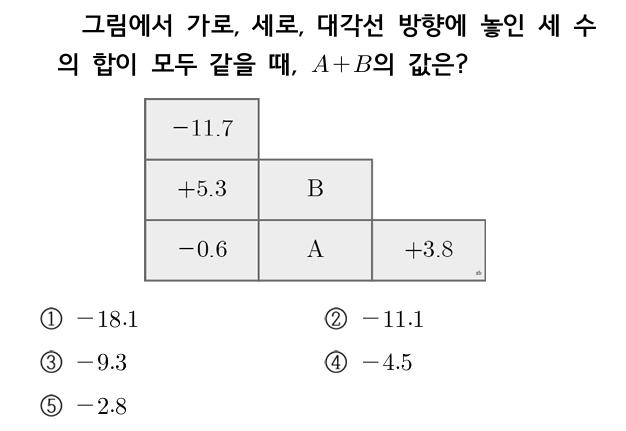 그림에서 가로, 세로, 대각선 방향에 놓인 세 수
의 합이 모두 같을 때, A+B의 값은?
−11.7
+5.3 B
−0.6 A +3.8
① −18.1 ② −11.1
③ −9.3 ④ −4.5
⑤ −2.8